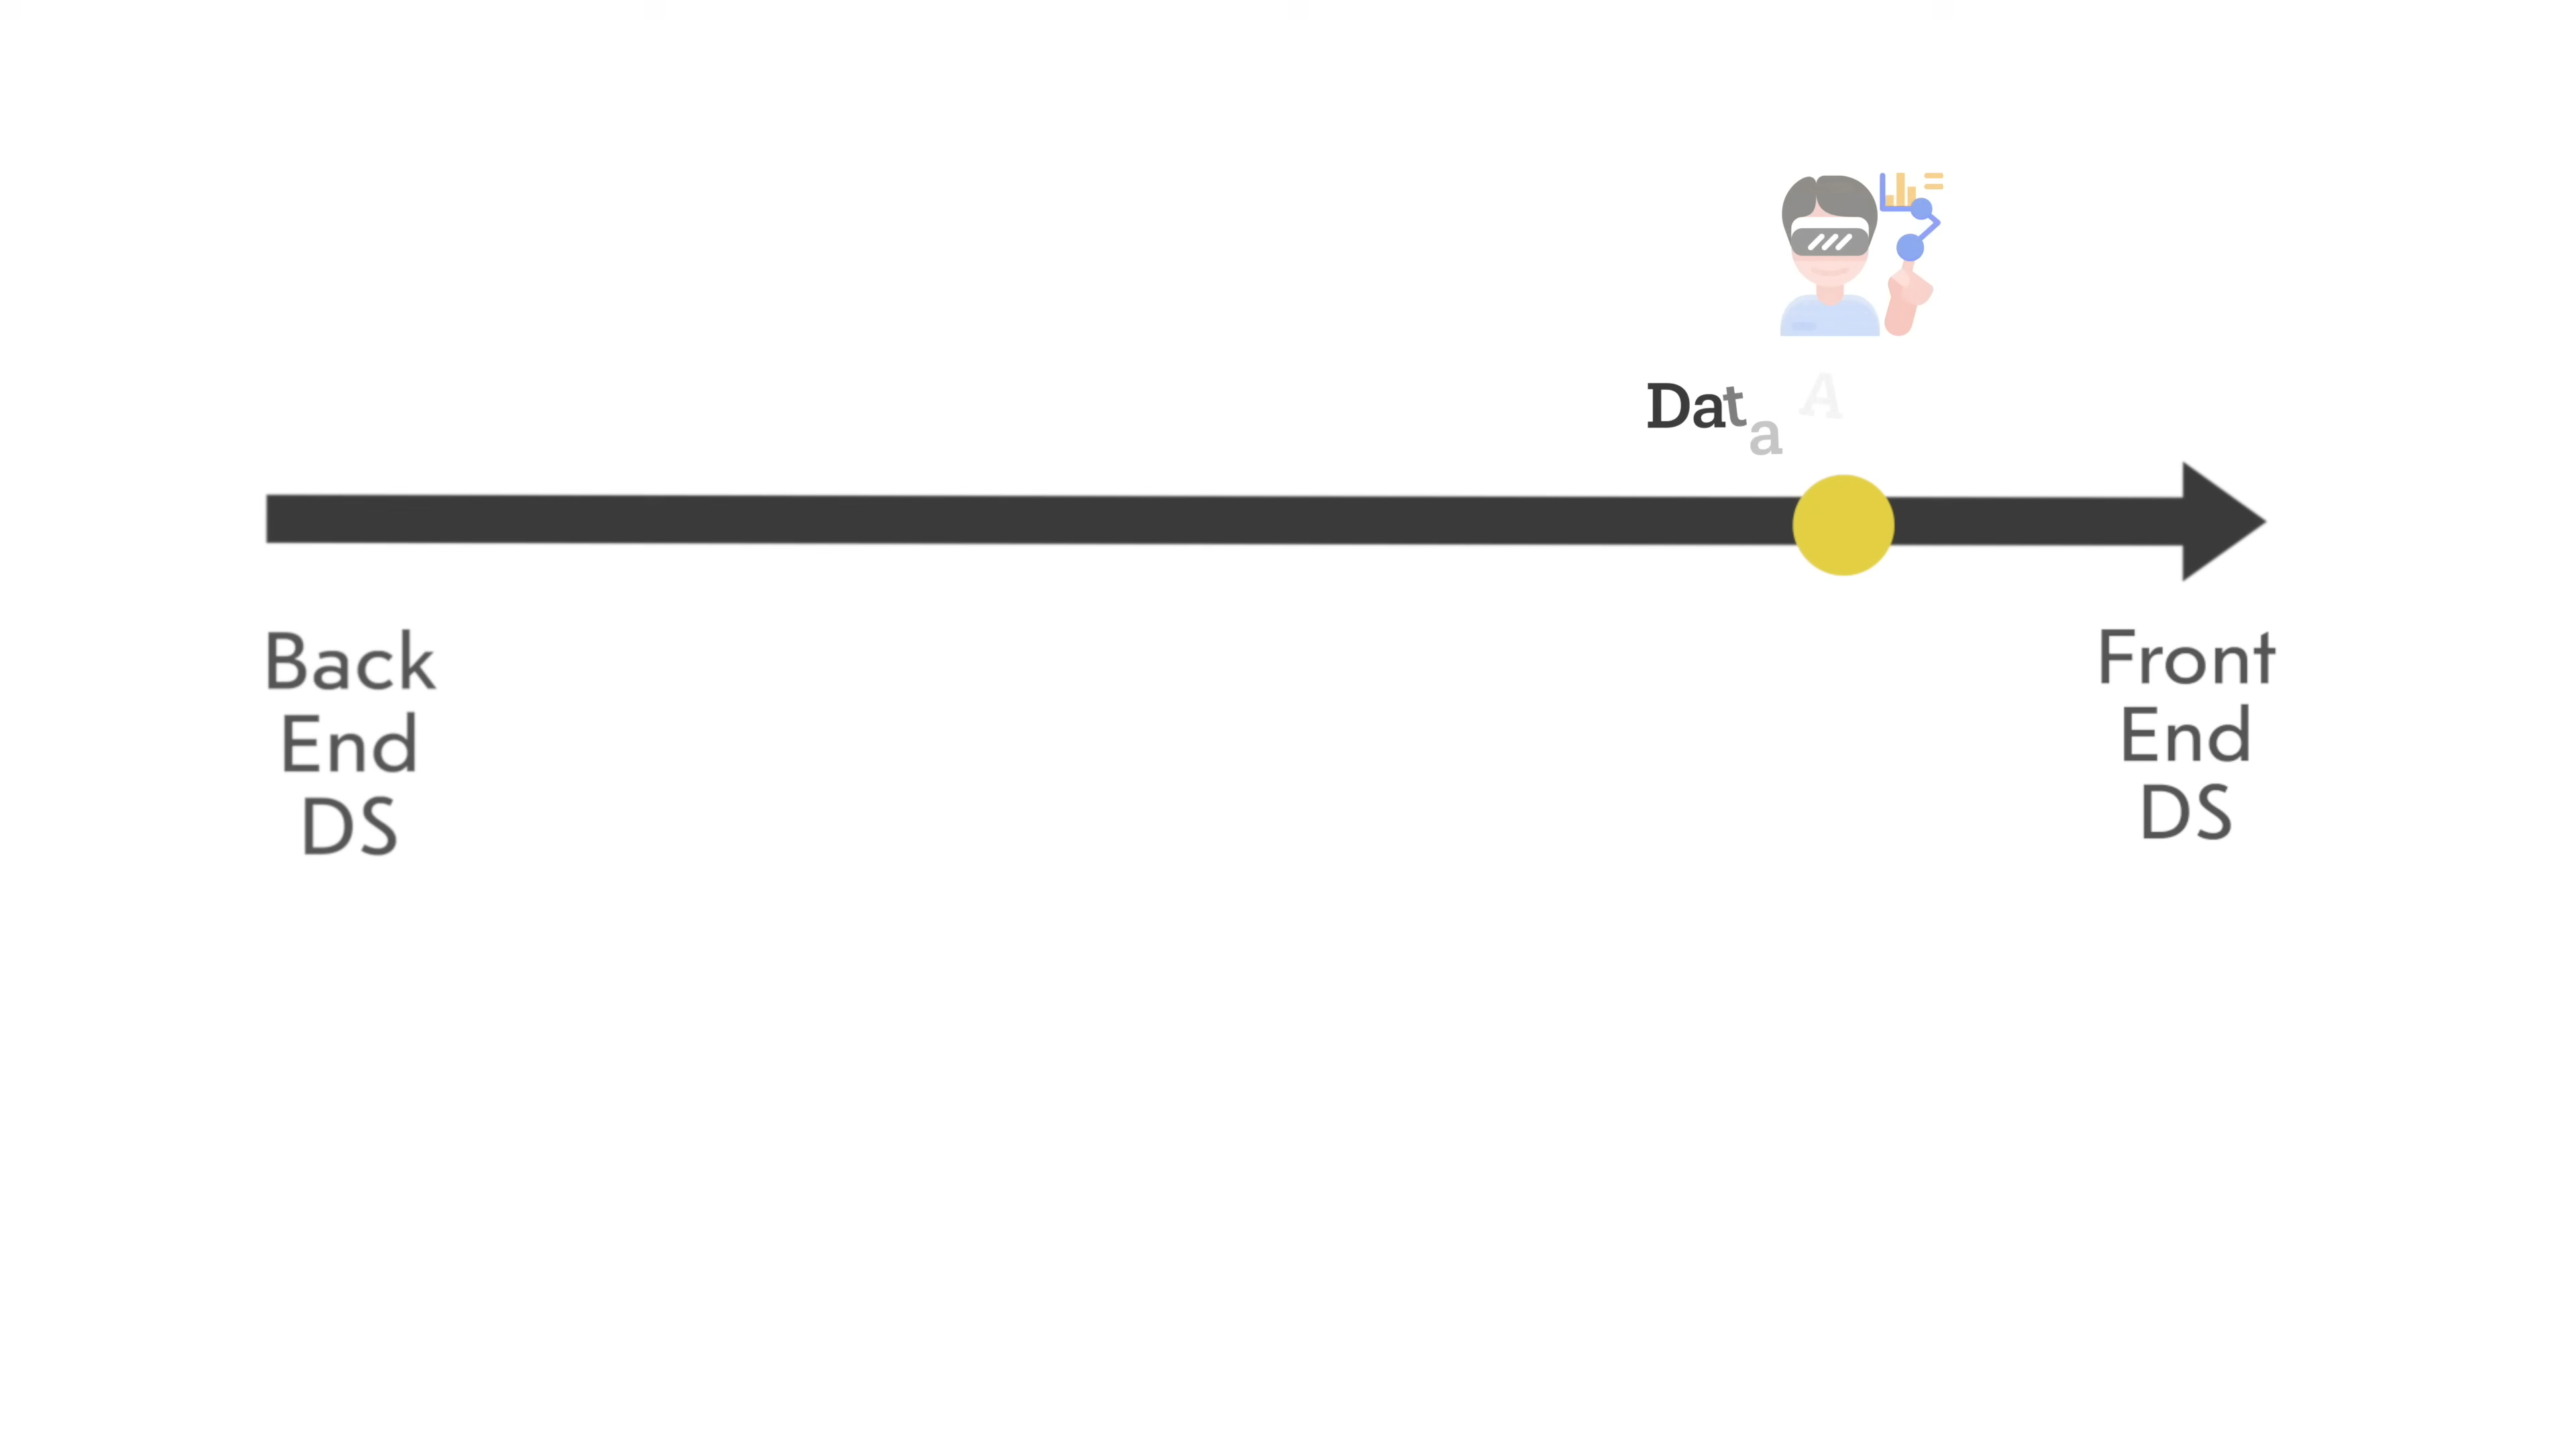 Data A
Back
End
DS
Front
End
DS